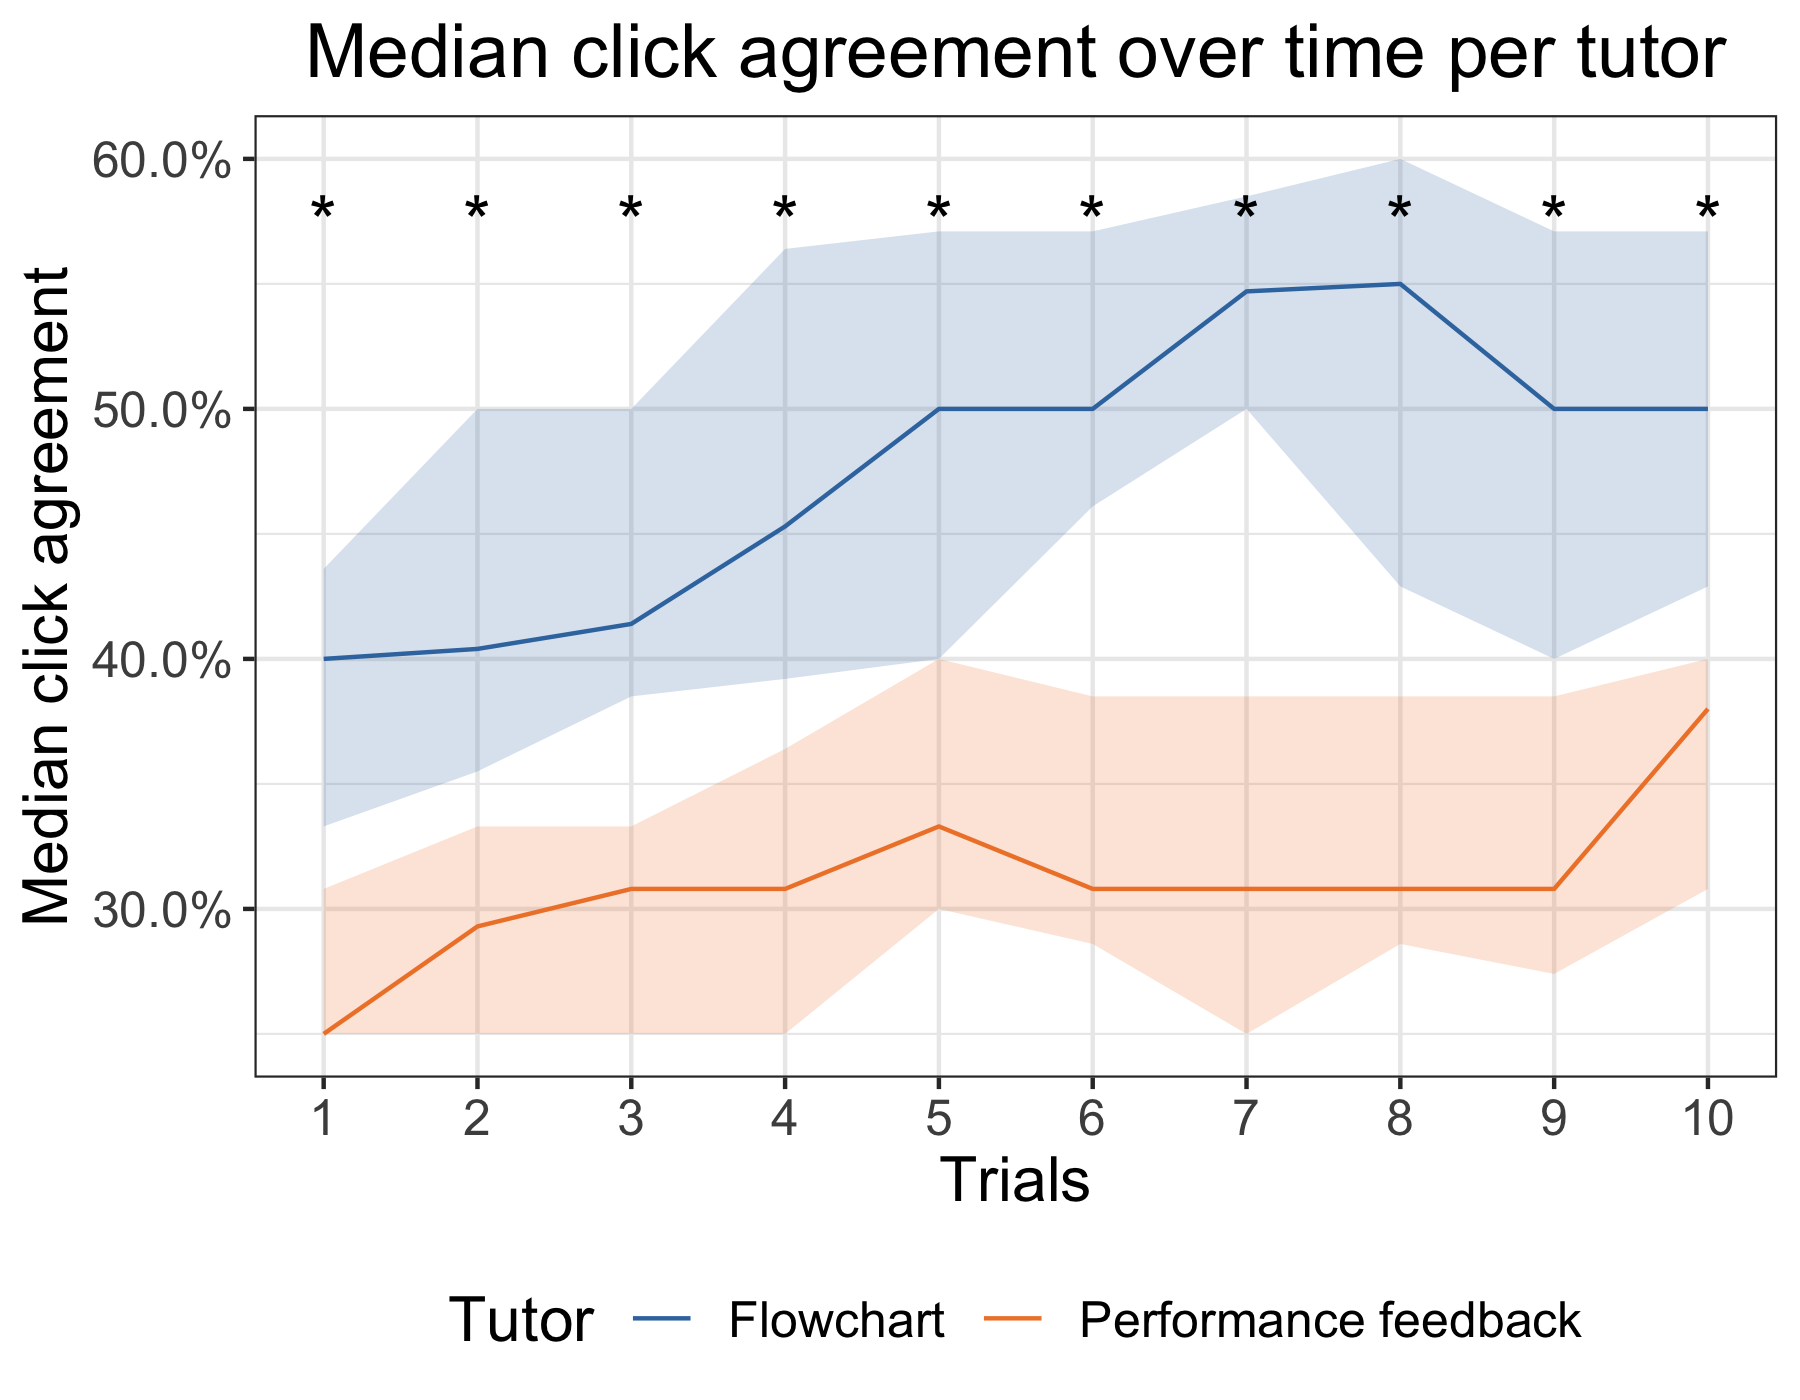 Median click agreement over time per tutor
Median click agreement
60.0%
50.0%
40.0%
30.0%
* * * * * * * * * *
1 2 3 4 5 6 7 8 9 10
Trials
Tutor Flowchart Performance feedback